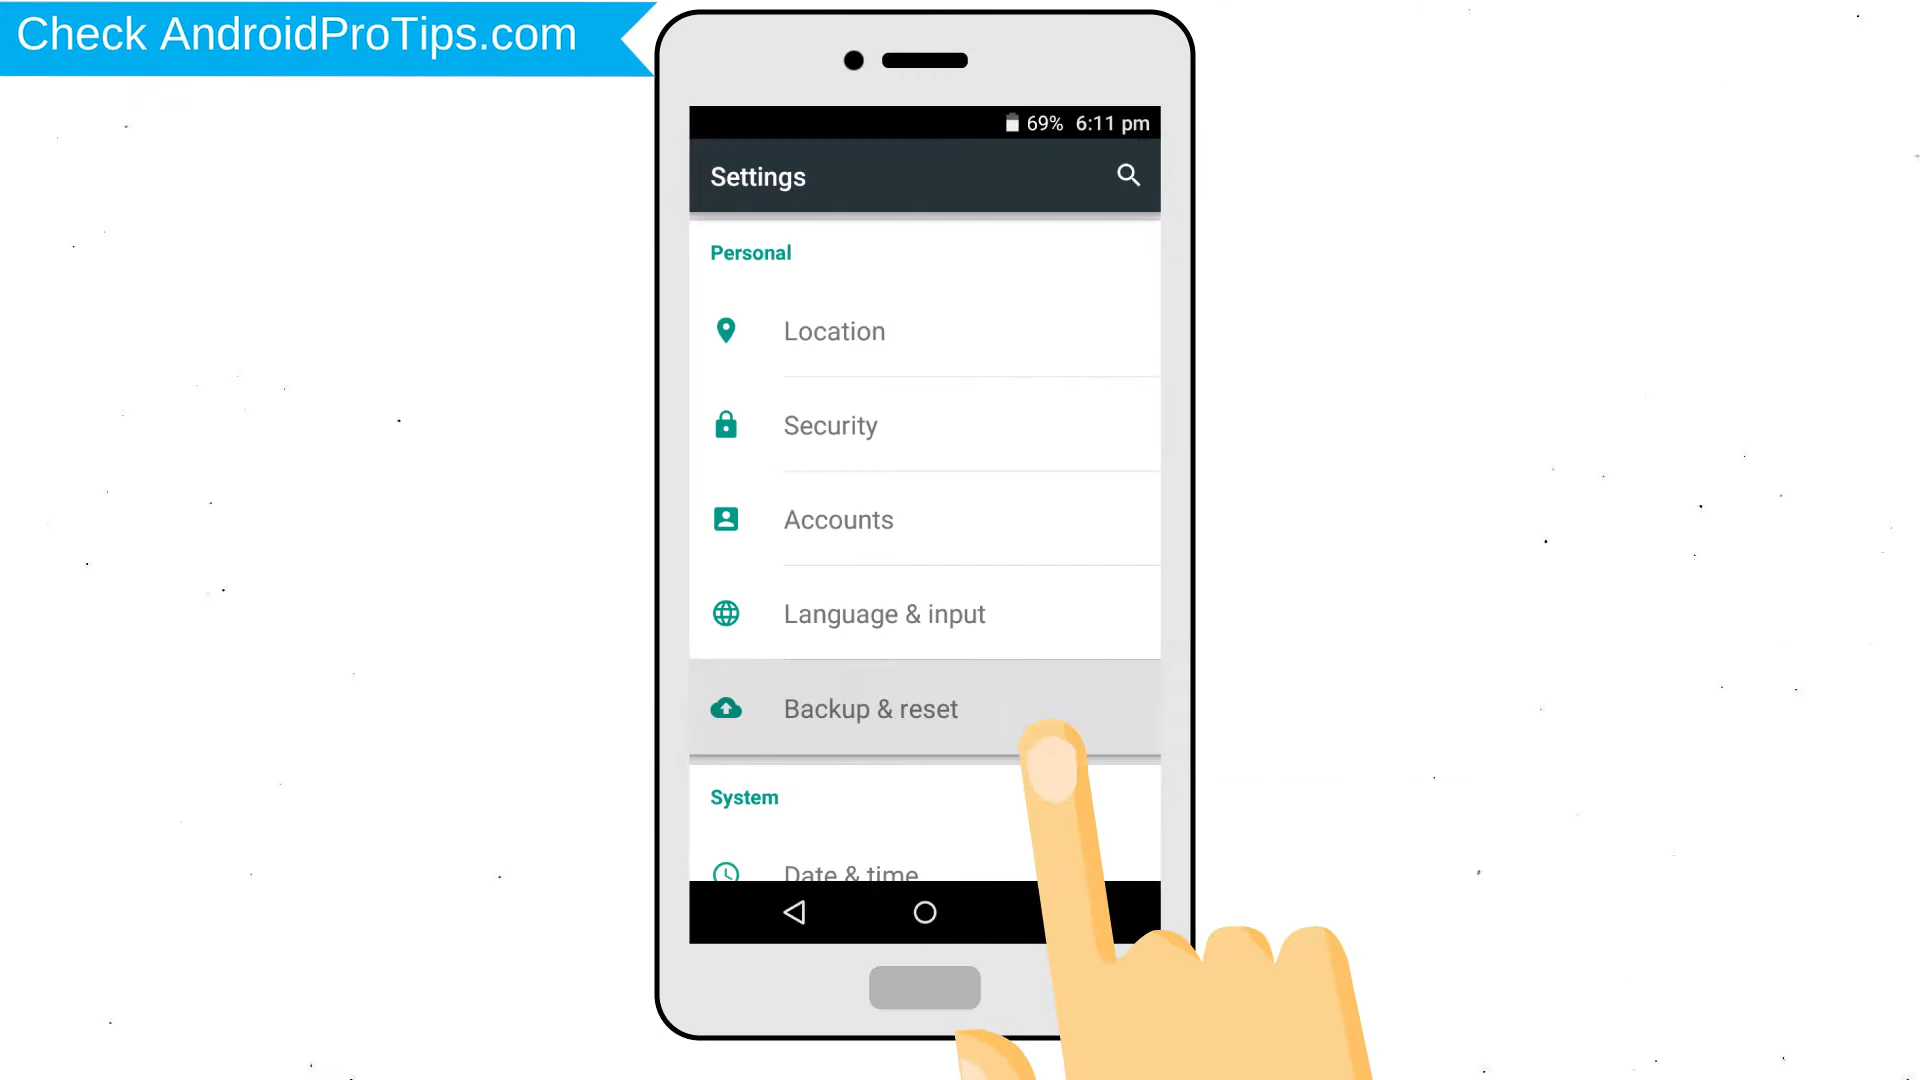 Check AndroidProTips.com
69% 6:11 pm
Settings
Personal
Location
Security
Accounts
Language & input
Backup & reset
System
Date & time